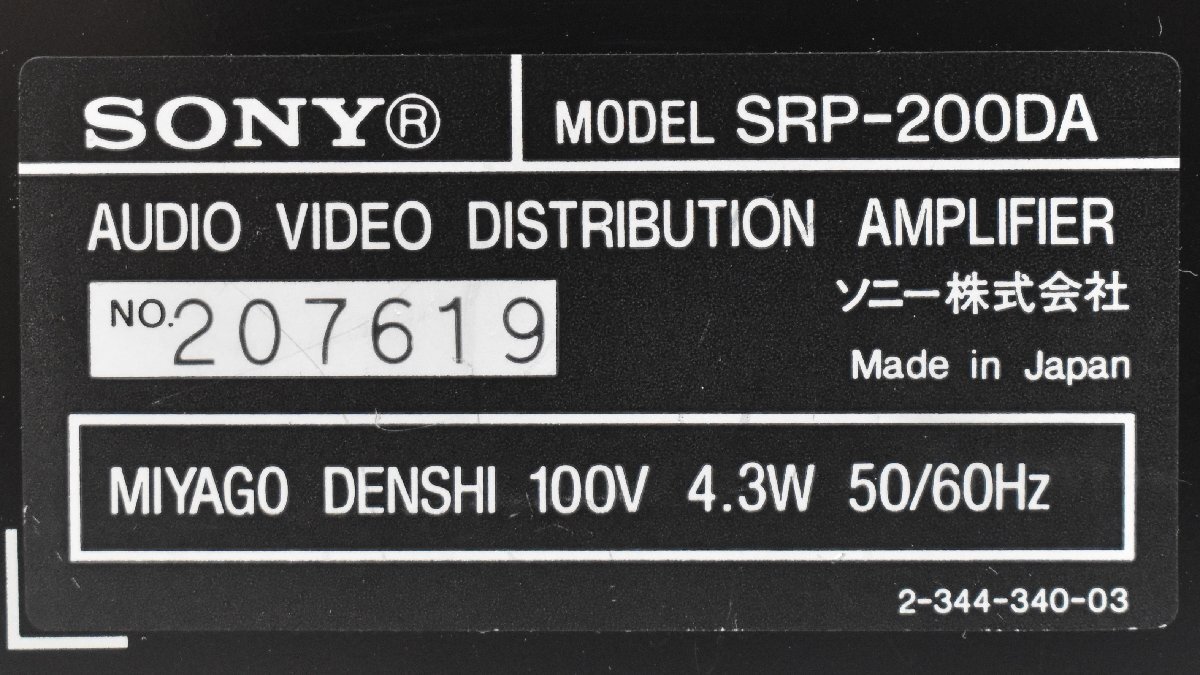 SONY®
MODEL SRP-200DA
AUDIO VIDEO DISTRIBUTION AMPLIFIER
NO. 207619
ソニー株式会社
Made in Japan
MIYAGO DENSHI 100V 4.3W 50/60Hz
2-344-340-03